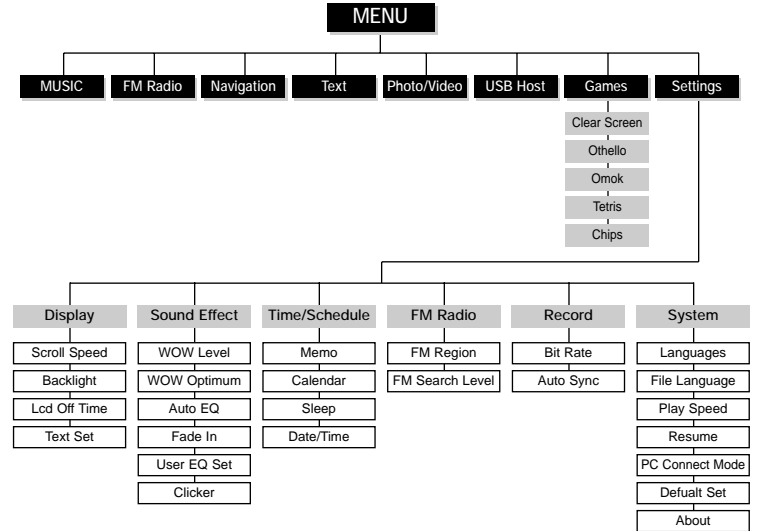 MENU
MUSIC
FM Radio
Navigation
Text
Photo/Video
USB Host
Games
Settings
Clear Screen
Othello
Omok
Tetris
Chips
Display
Scroll Speed
Backlight
Lcd Off Time
Text Set
Sound Effect
WOW Level
WOW Optimum
Auto EQ
Fade In
User EQ Set
Clicker
Time/Schedule
Memo
Calendar
Sleep
Date/Time
FM Radio
FM Region
FM Search Level
Record
Bit Rate
Auto Sync
System
Languages
File Language
Play Speed
Resume
PC Connect Mode
Defualt Set
About